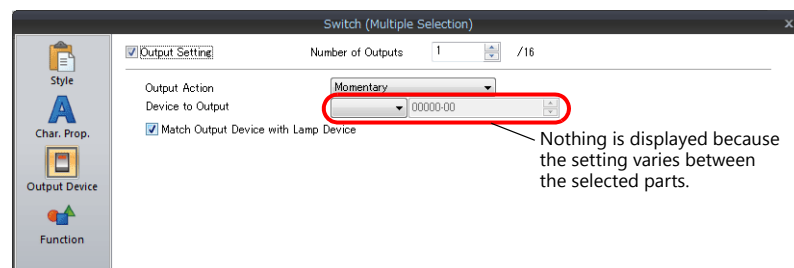 Switch (Multiple Selection)
x
Style
Char. Prop.
Output Device
Function
Output Setting
Number of Outputs 1 /16
Output Action Momentary
Device to Output 00000-00
Match Output Device with Lamp Device
Nothing is displayed because
the setting varies between
the selected parts.